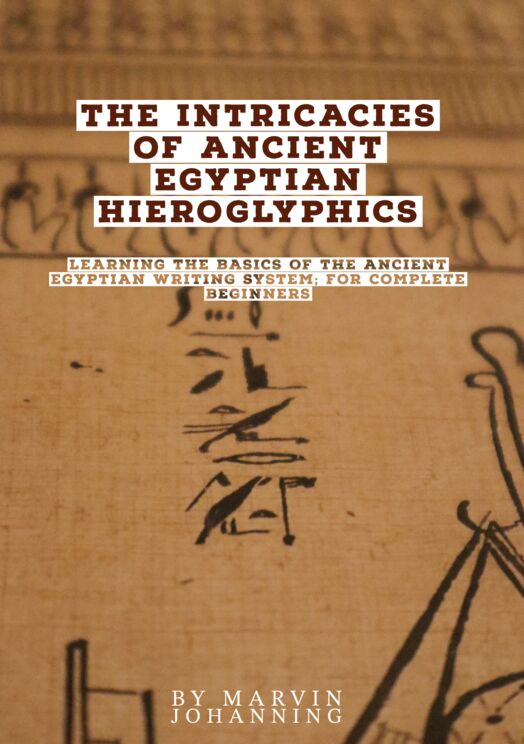 THE INTRICACIES
OF ANCIENT
EGYPTIAN
HIEROGLYPHICS
LEARNING THE BASICS OF THE ANCIENT
EGYPTIAN WRITING SYSTEM; FOR COMPLETE
BEGINNERS
BY MARVIN
JOHANNING